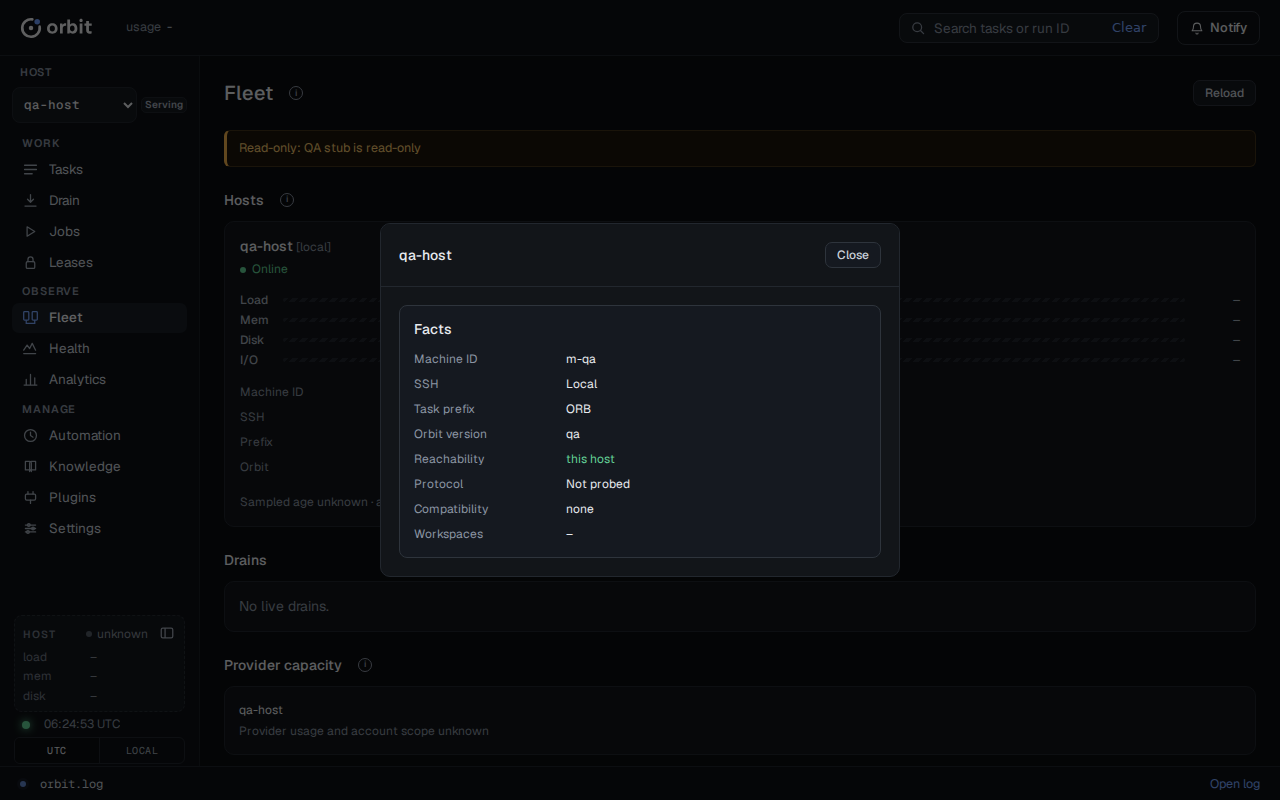 orbit
usage –
Search tasks or run ID
Clear
Notify
HOST
qa-host
Serving
WORK
Tasks
Drain
Jobs
Leases
OBSERVE
Fleet
Health
Analytics
MANAGE
Automation
Knowledge
Plugins
Settings
HOST
unknown
load –
mem –
disk –
06:24:53 UTC
UTC
LOCAL
Fleet
Reload
Read-only: QA stub is read-only
Hosts
qa-host [local]
Online
Load –
Mem –
Disk –
I/O –
Machine ID
SSH
Prefix
Orbit
Sampled age unknown ·
qa-host
Close
Facts
Machine ID m-qa
SSH Local
Task prefix ORB
Orbit version qa
Reachability this host
Protocol Not probed
Compatibility none
Workspaces –
Drains
No live drains.
Provider capacity
qa-host
Provider usage and account scope unknown
orbit.log
Open log